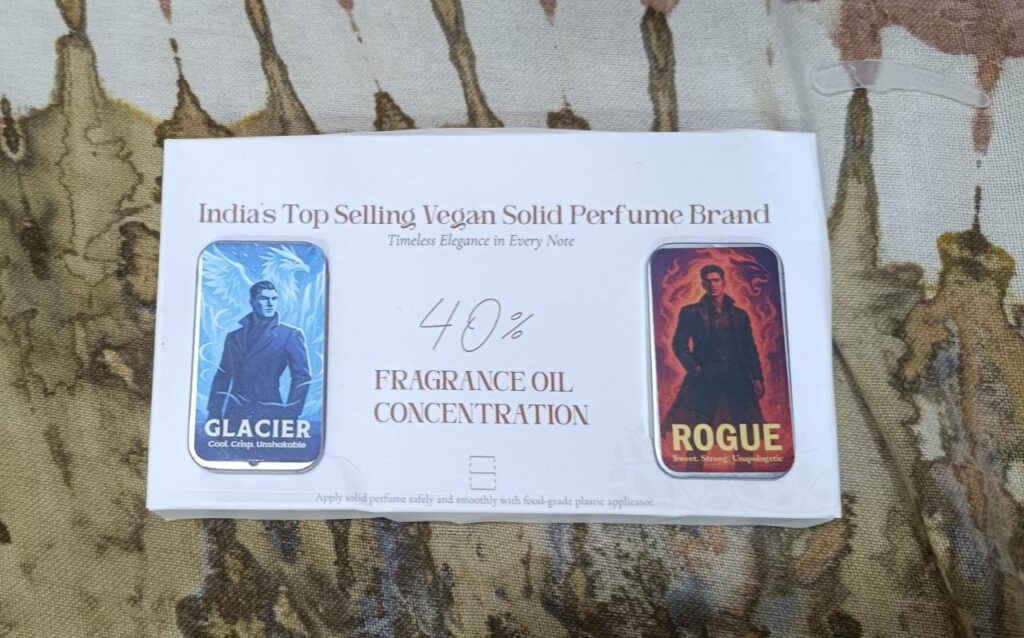 India's Top Selling Vegan Solid Perfume Brand
Timeless Elegance in Every Note
40%
FRAGRANCE OIL
CONCENTRATION
GLACIER
Cool. Crisp. Unshakable
ROGUE
Sweet. Strong. Unapologetic
Apply solid perfume safely and smoothly with food-grade plastic applicator